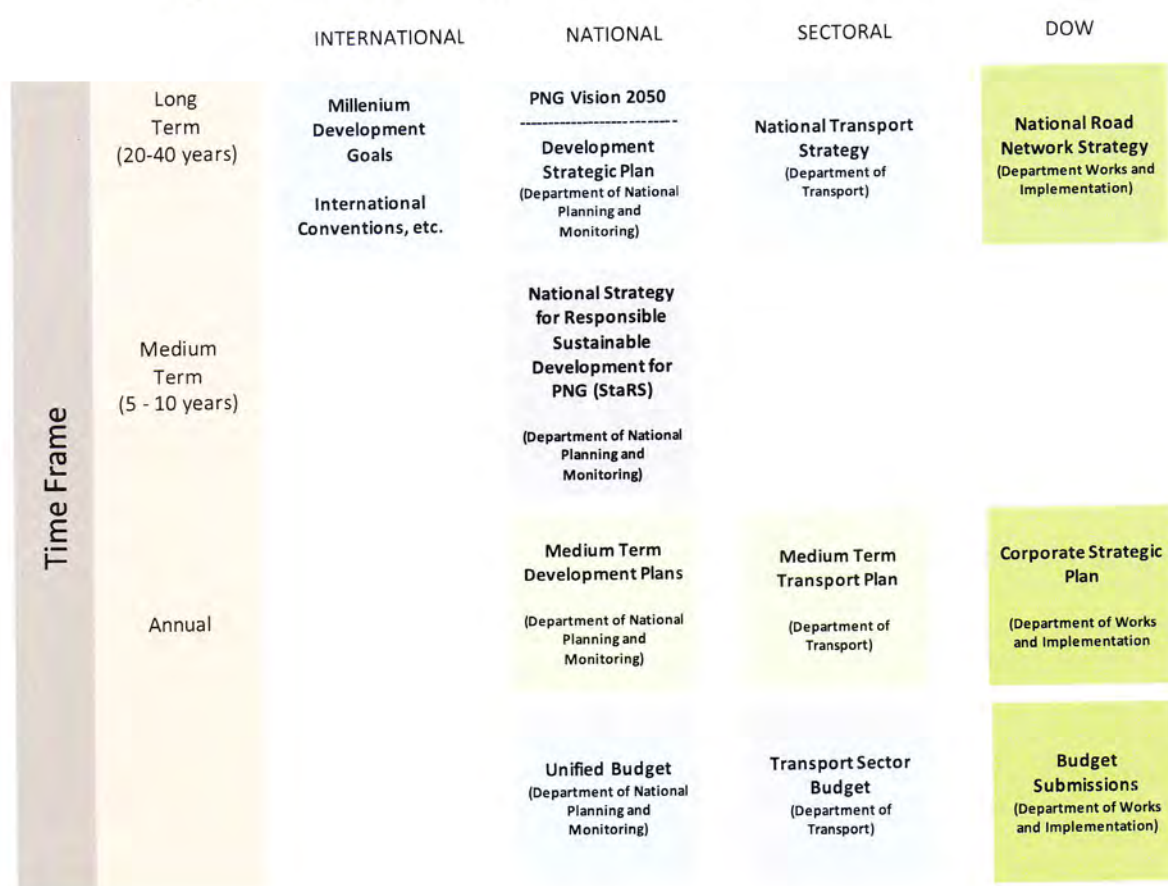 INTERNATIONAL
NATIONAL
SECTORAL
DOW
Time Frame
Long
Term
(20-40 years)
Millenium
Development
Goals
International
Conventions, etc.
PNG Vision 2050
----------------------------
Development
Strategic Plan
(Department of National
Planning and
Monitoring)
National Transport
Strategy
(Department of
Transport)
National Road
Network Strategy
(Department Works and
Implementation)
Medium
Term
(5 - 10 years)
National Strategy
for Responsible
Sustainable
Development for
PNG (StaRS)
(Department of National
Planning and
Monitoring)
Annual
Medium Term
Development Plans
(Department of National
Planning and
Monitoring)
Medium Term
Transport Plan
(Department of
Transport)
Corporate Strategic
Plan
(Department of Works
and Implementation
Unified Budget
(Department of National
Planning and
Monitoring)
Transport Sector
Budget
(Department of
Transport)
Budget
Submissions
(Department of Works
and Implementation)